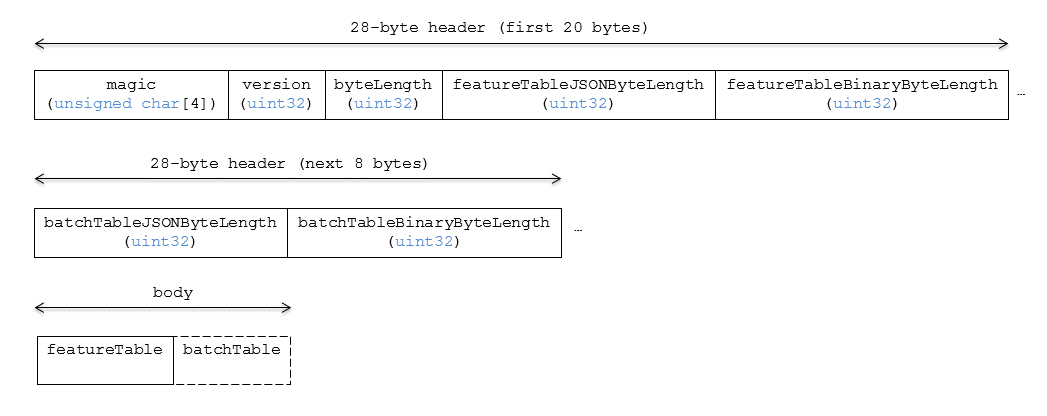 28-byte header (first 20 bytes)
magic version byteLength featureTableJSONByteLength featureTableBinaryByteLength
(unsigned char[4]) (uint32) (uint32) (uint32) (uint32) …
28-byte header (next 8 bytes)
batchTableJSONByteLength batchTableBinaryByteLength
(uint32) (uint32) …
body
featureTable batchTable